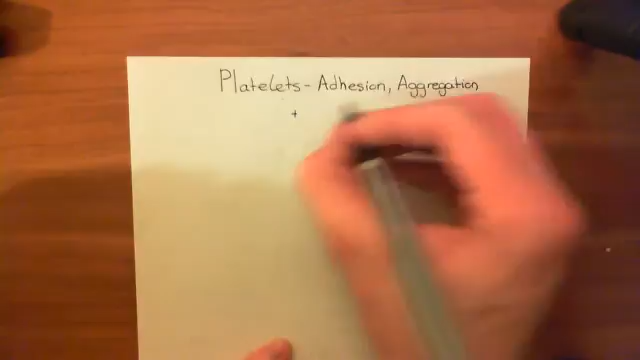 Platelets - Adhesion, Aggregation
+